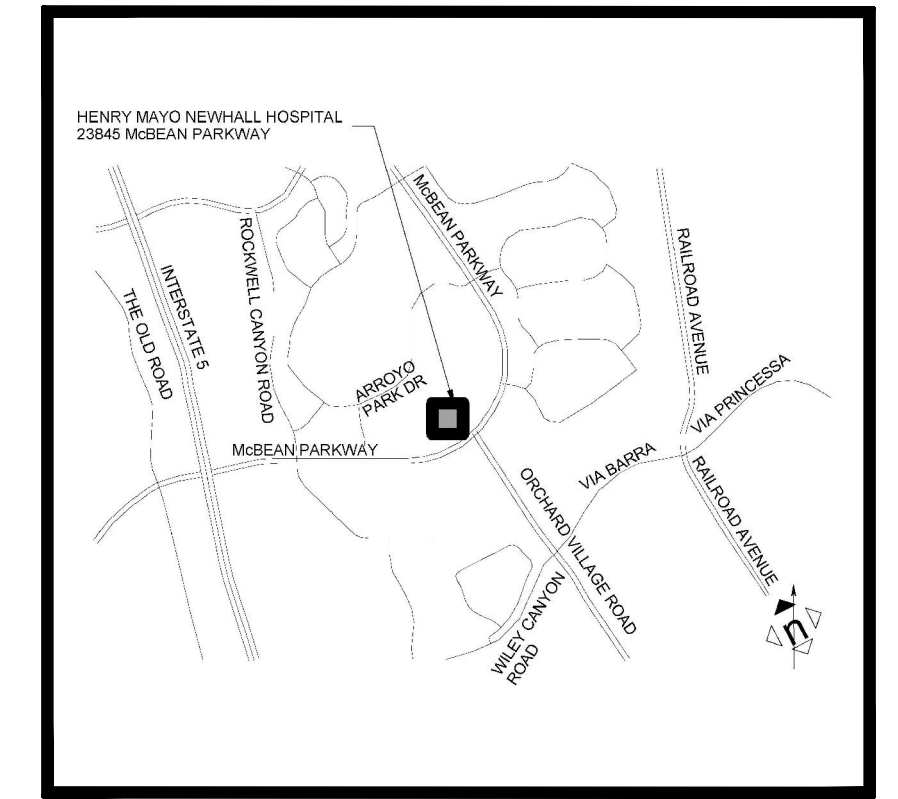 HENRY MAYO NEWHALL HOSPITAL
23845 McBEAN PARKWAY
McBEAN PARKWAY
ROCKWELL CANYON ROAD
RAILROAD AVENUE
INTERSTATE 5
THE OLD ROAD
ARROYO
PARK DR
VIA PRINCESSA
McBEAN PARKWAY
VIA BARRA
ORCHARD VILLAGE ROAD
RAILROAD AVENUE
WILEY CANYON
ROAD
n